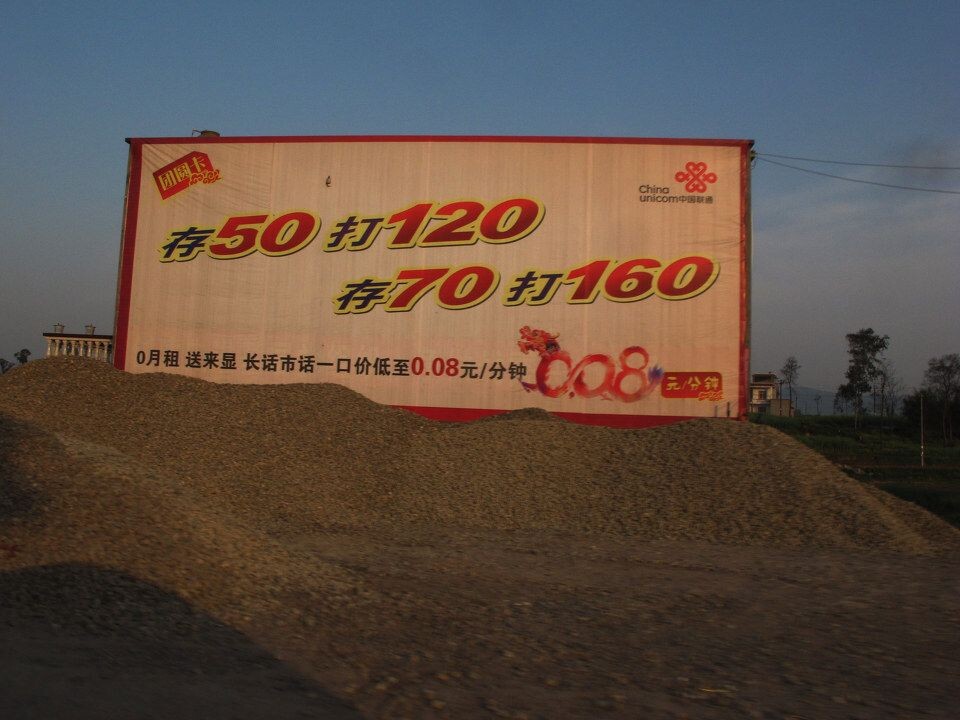 团圆卡
China
unicom中国联通
存50 打120
存70 打160
0月租 送来显 长话市话一口价低至0.08元/分钟
0.08 元/分钟